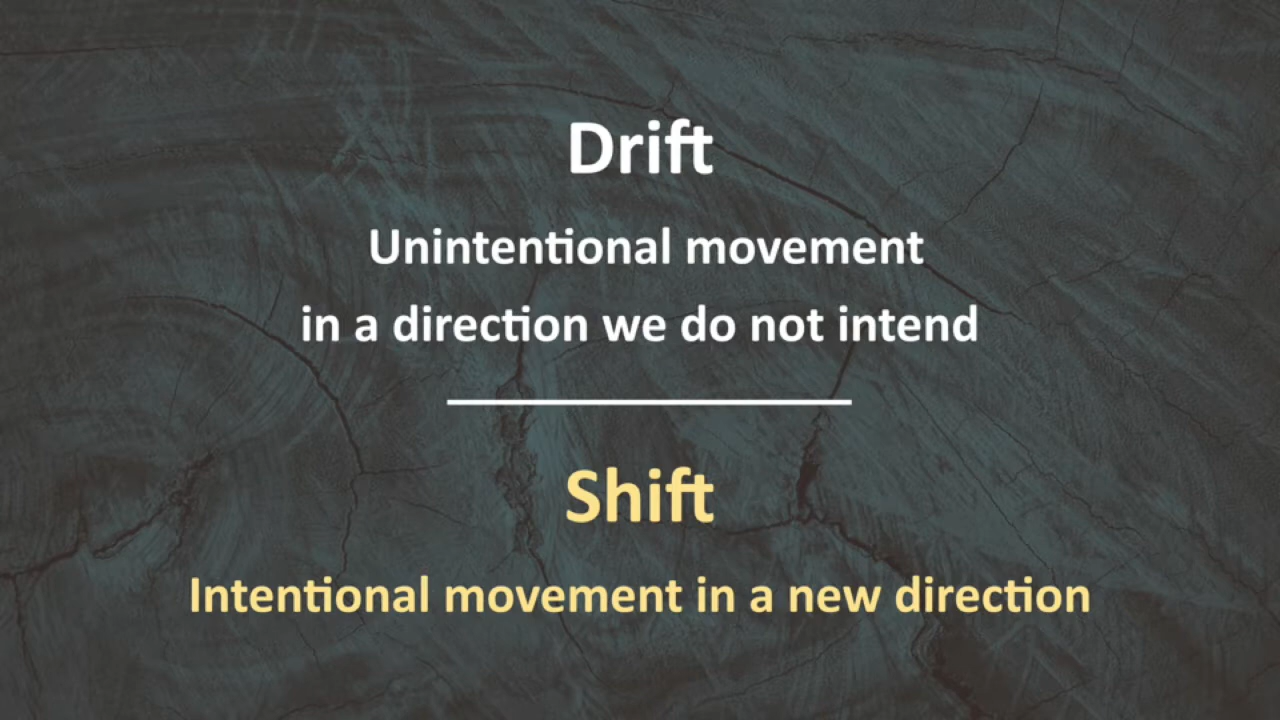 Drift
Unintentional movement
in a direction we do not intend
Shift
Intentional movement in a new direction